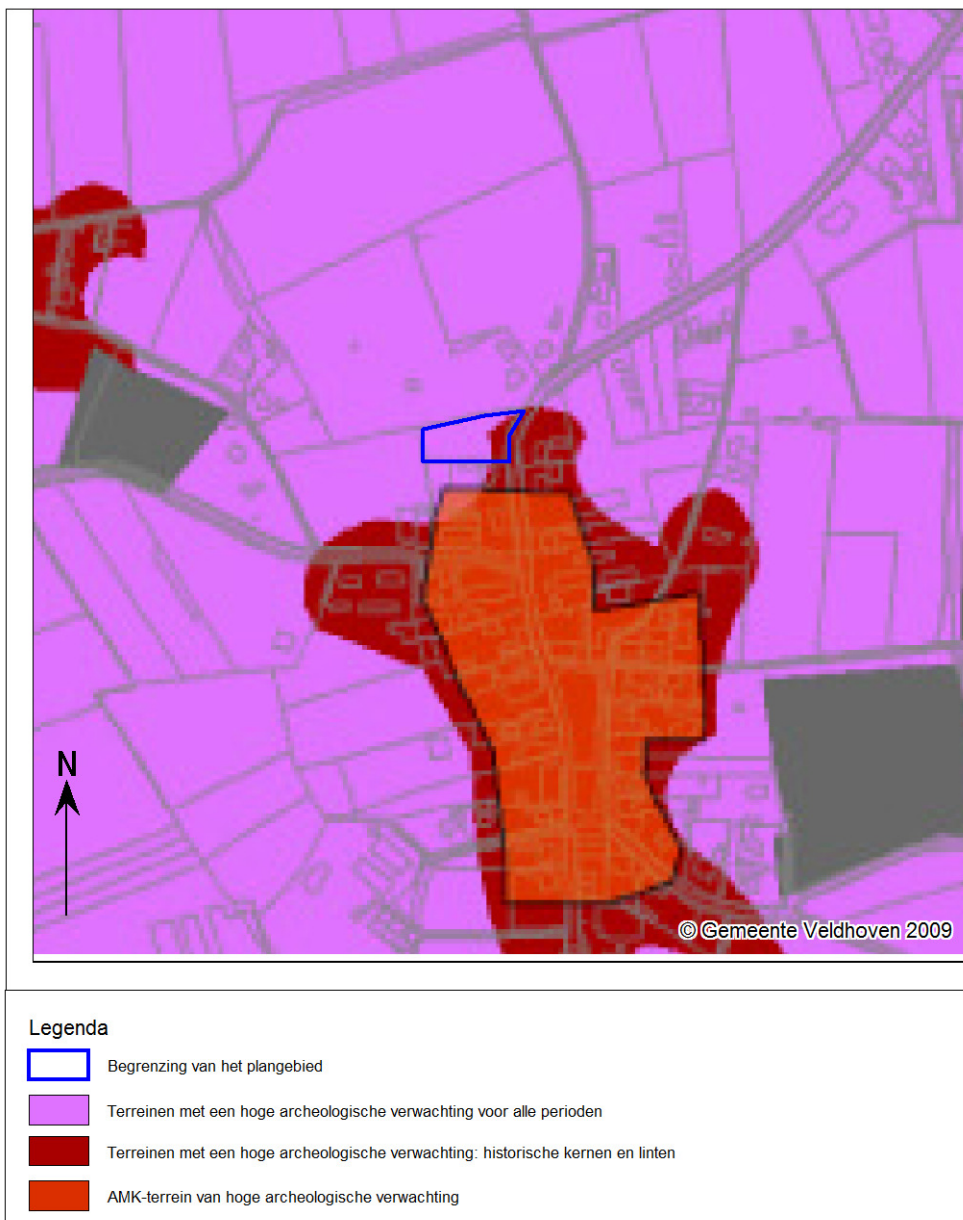 N
© Gemeente Veldhoven 2009
Legenda
Begrenzing van het plangebied
Terreinen met een hoge archeologische verwachting voor alle perioden
Terreinen met een hoge archeologische verwachting: historische kernen en linten
AMK-terrein van hoge archeologische verwachting